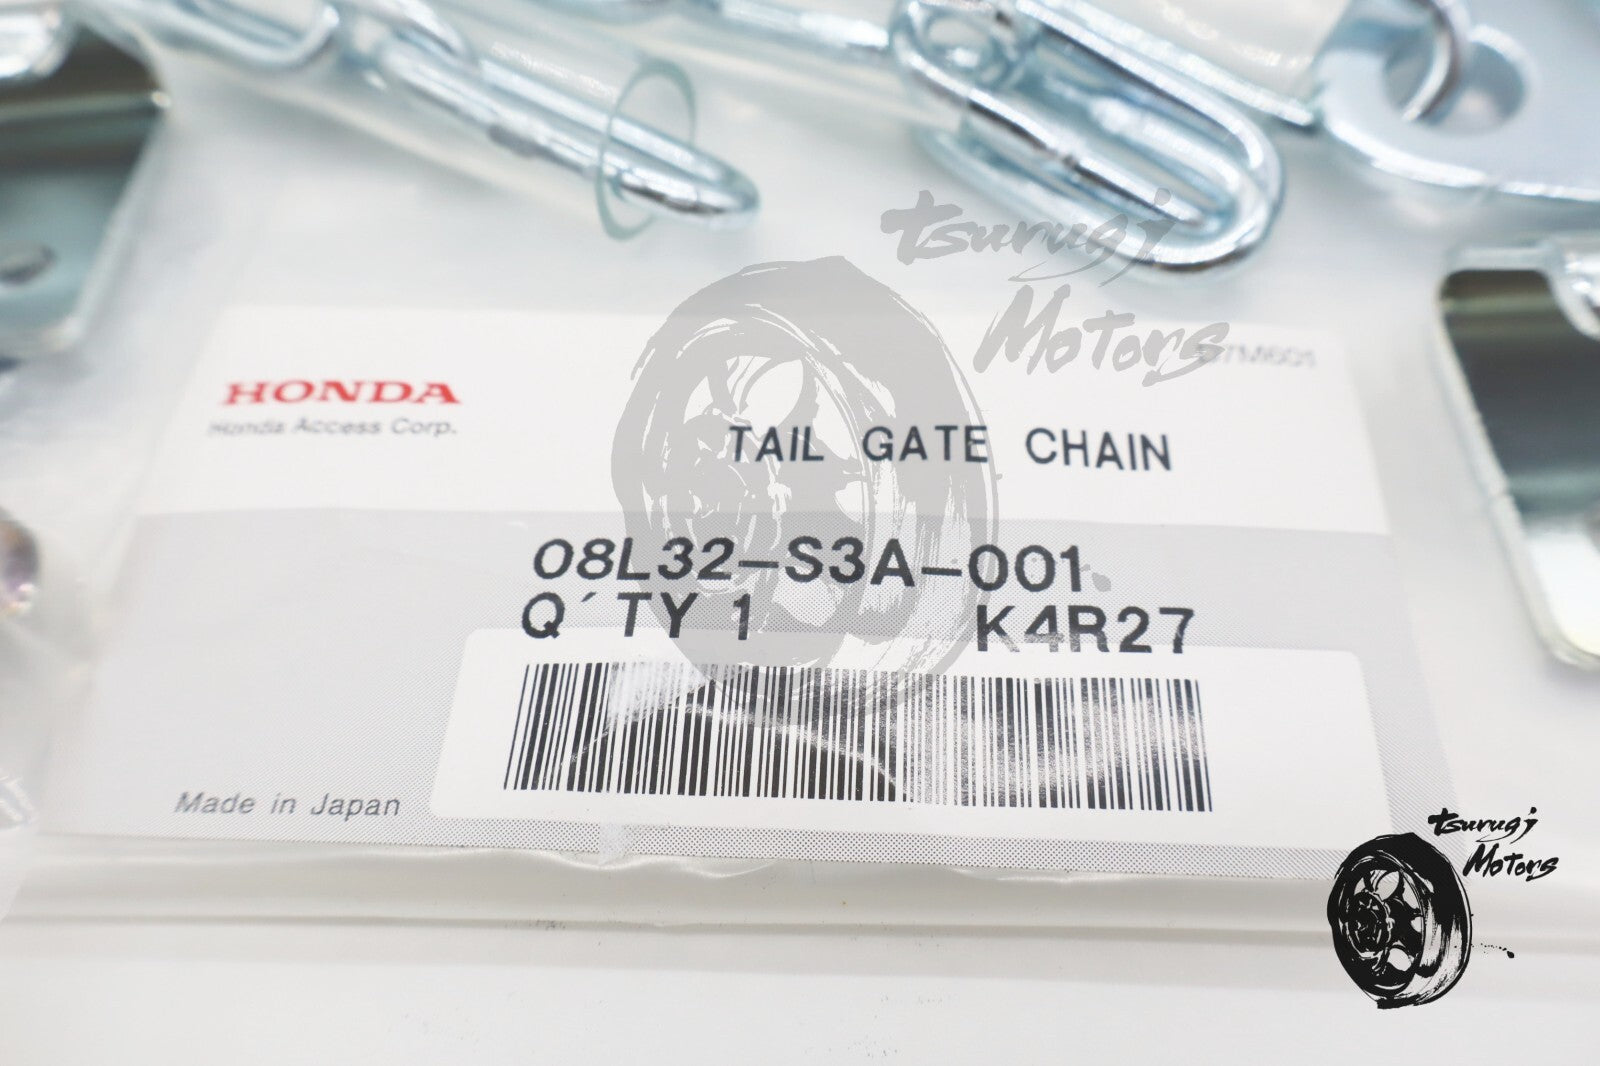 tsurugi
Motors
HONDA
Honda Access Corp.
TAIL GATE CHAIN
08L32-S3A-001
Q´TY 1 K4R27
Made in Japan
tsurugi
Motors